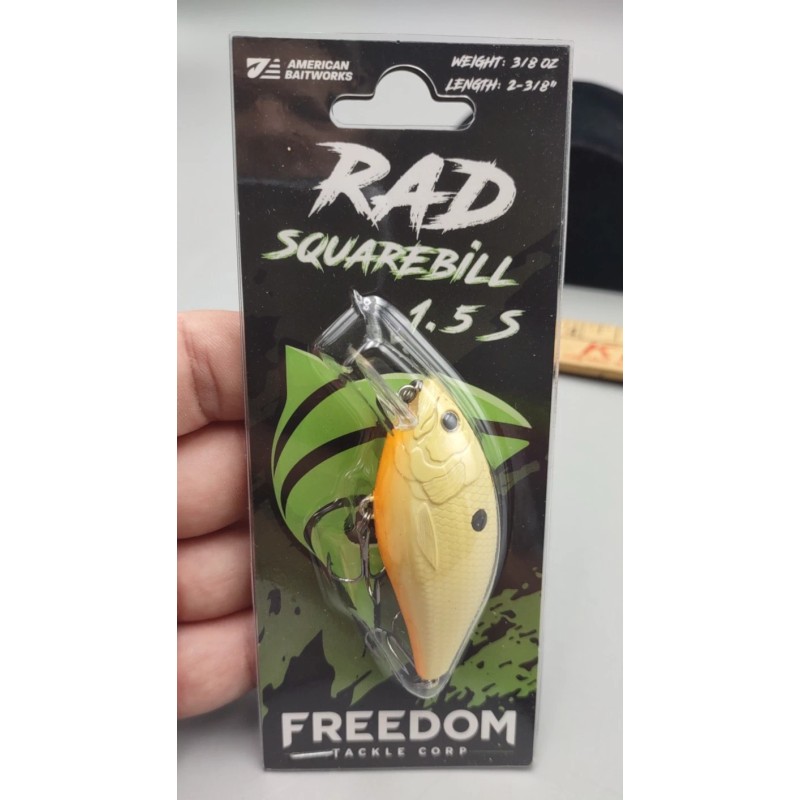 AMERICAN
BAITWORKS
WEIGHT: 3/8 OZ
LENGTH: 2-3/8"
RAD
SQUAREBiLL
1.5 S
FREEDOM
TACKLE CORP